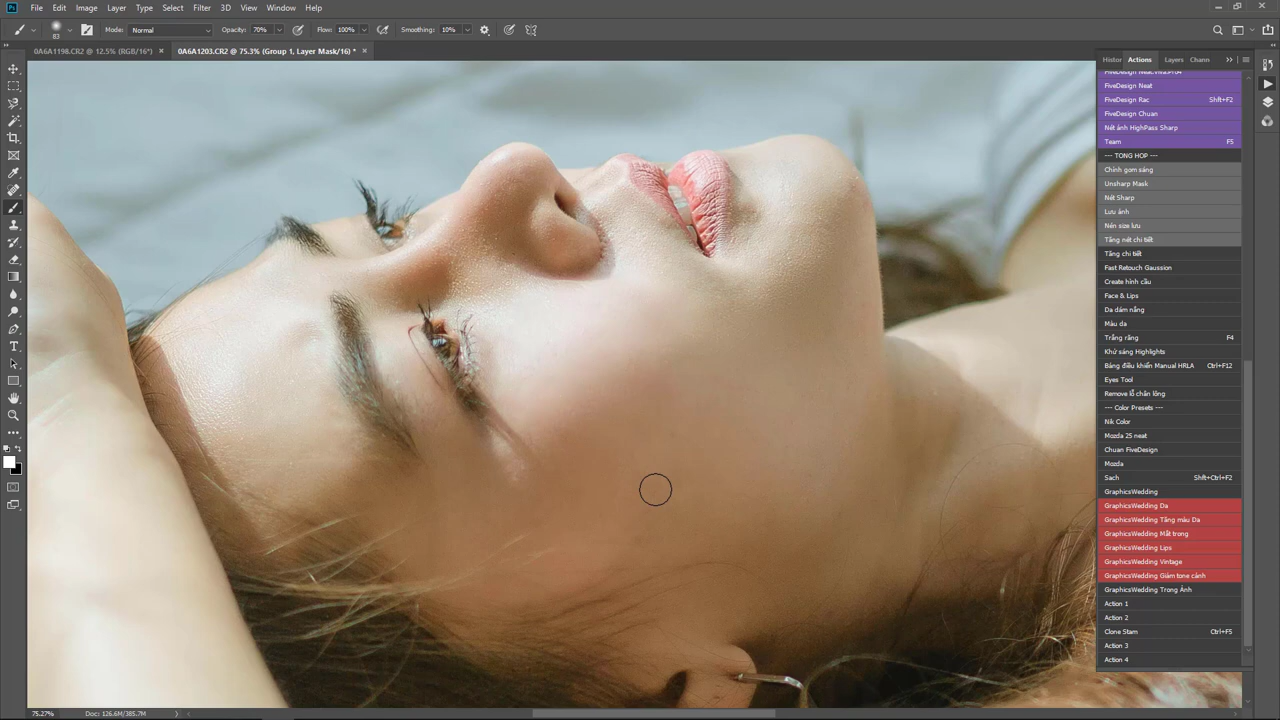 Ps File Edit Image Layer Type Select Filter 3D View Window Help
83 Mode: Normal Opacity: 70% Flow: 100% Smoothing: 10%
0A6A1198.CR2 @ 12.5% (RGB/16*) × 0A6A1203.CR2 @ 75.3% (Group 1, Layer Mask/16) * ×
Histor Actions Layers Chann
FiveDesign Neat
FiveDesign Rac Shft+F2
FiveDesign Chuan
Nét ảnh HighPass Sharp
Team F5
--- TONG HOP ---
Chỉnh gom sáng
Unsharp Mask
Nét Sharp
Lưu ảnh
Nén size lưu
Tăng nét chi tiết
Tăng chi tiết
Fast Retouch Gaussion
Create hình cầu
Face & Lips
Da dám nắng
Màu da
Trắng răng F4
Khử sáng Highlights
Bảng điều khiển Manual HRLA Ctrl+F12
Eyes Tool
Remove lỗ chân lông
--- Color Presets ---
Nik Color
Mozda 25 neat
Chuan FiveDesign
Mozda
Sach Shft+Ctrl+F2
GraphicsWedding
GraphicsWedding Da
GraphicsWedding Tăng màu Da
GraphicsWedding Mắt trong
GraphicsWedding Lips
GraphicsWedding Vintage
GraphicsWedding Giảm tone cảnh
GraphicsWedding Trong Ảnh
Action 1
Action 2
Clone Stam Ctrl+F5
Action 3
Action 4
75.27% Doc: 126.6M/385.7M